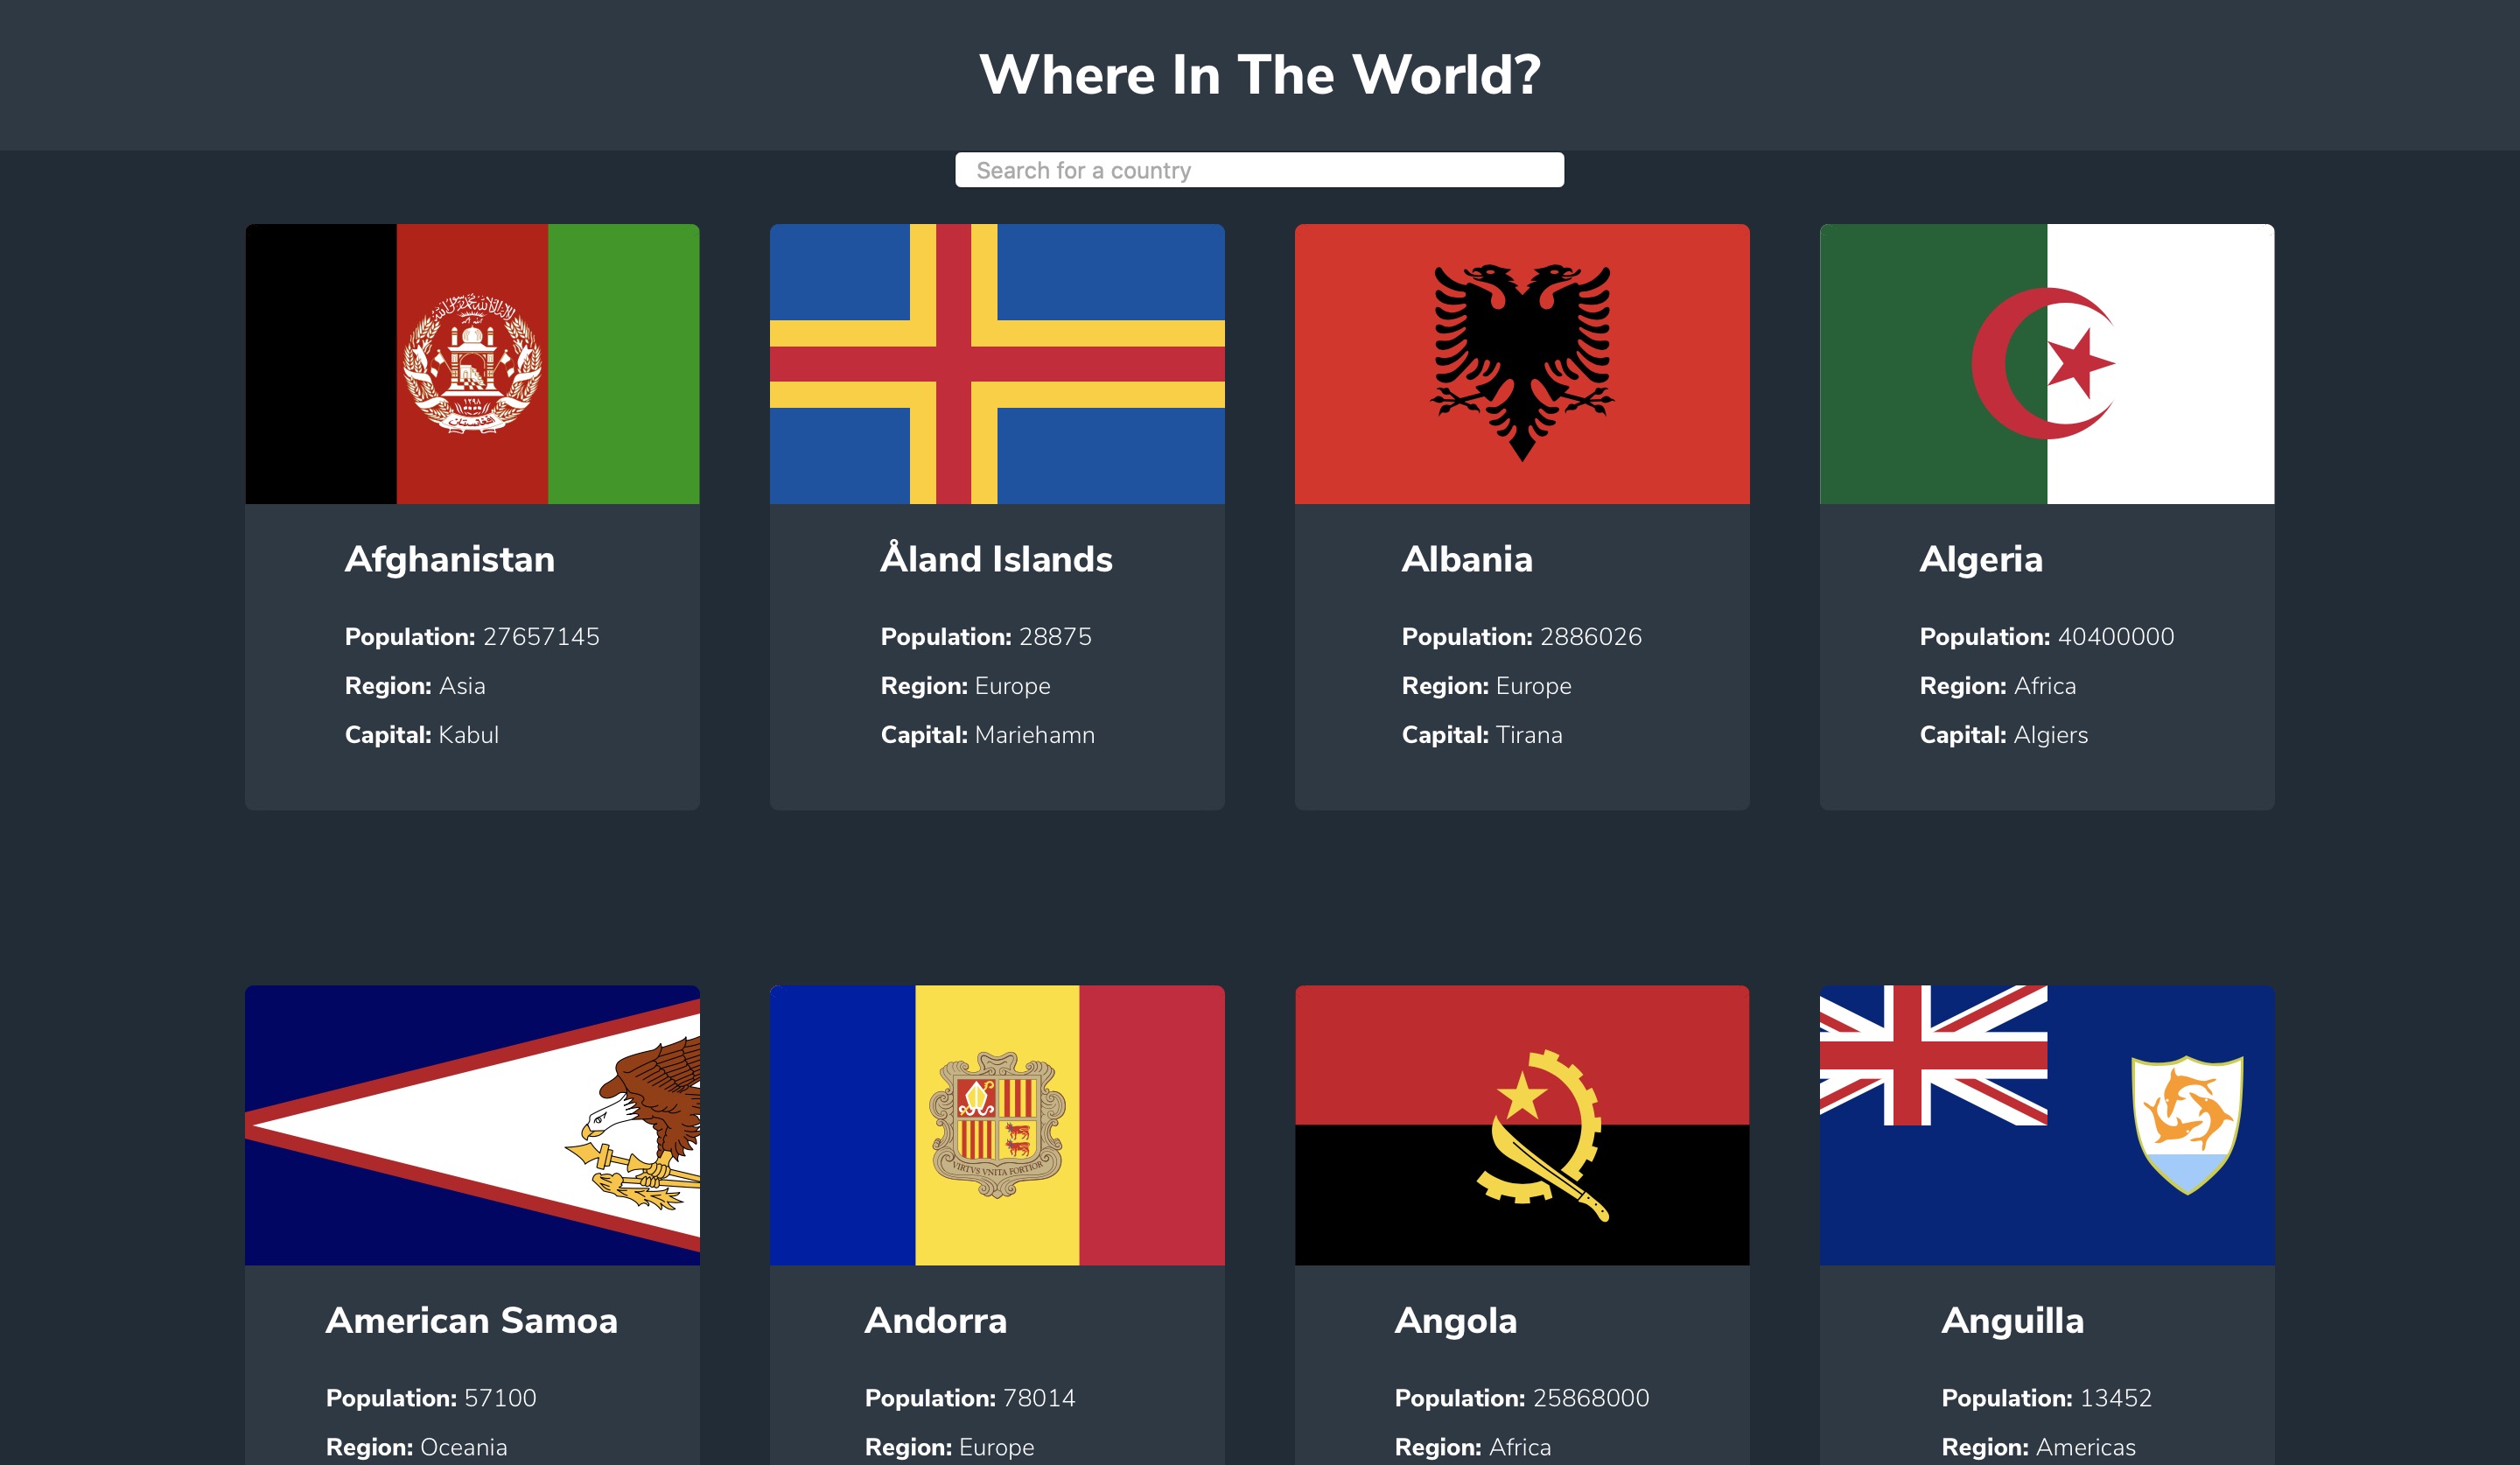 Where In The World?
Search for a country
Afghanistan
Population: 27657145
Region: Asia
Capital: Kabul
Åland Islands
Population: 28875
Region: Europe
Capital: Mariehamn
Albania
Population: 2886026
Region: Europe
Capital: Tirana
Algeria
Population: 40400000
Region: Africa
Capital: Algiers
VIRTVS VNITA FORTIOR
American Samoa
Population: 57100
Region: Oceania
Andorra
Population: 78014
Region: Europe
Angola
Population: 25868000
Region: Africa
Anguilla
Population: 13452
Region: Americas